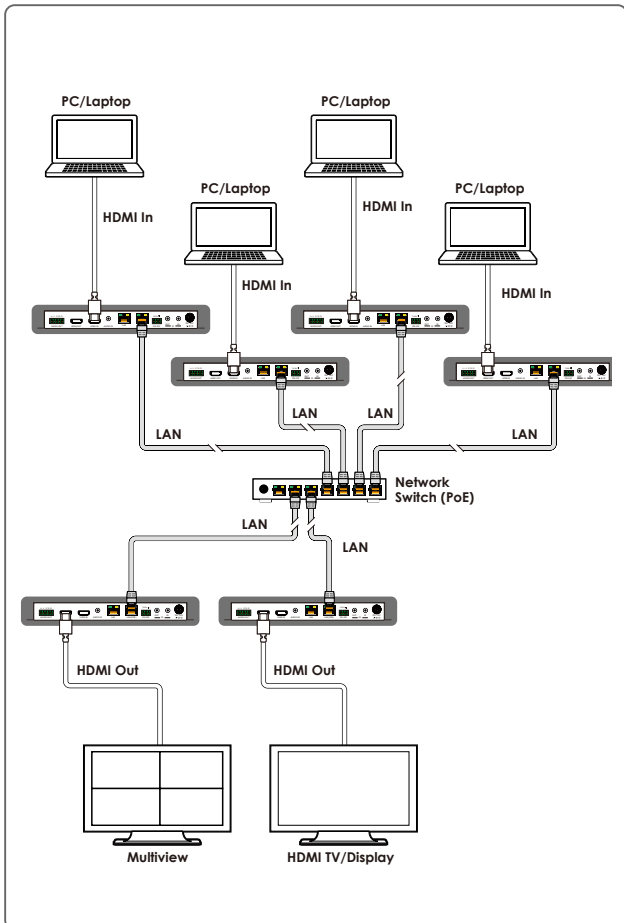 PC/Laptop
PC/Laptop
PC/Laptop
PC/Laptop
HDMI In
HDMI In
HDMI In
HDMI In
LAN
LAN
LAN
LAN
Network
Switch (PoE)
LAN
LAN
HDMI Out
HDMI Out
Multiview
HDMI TV/Display